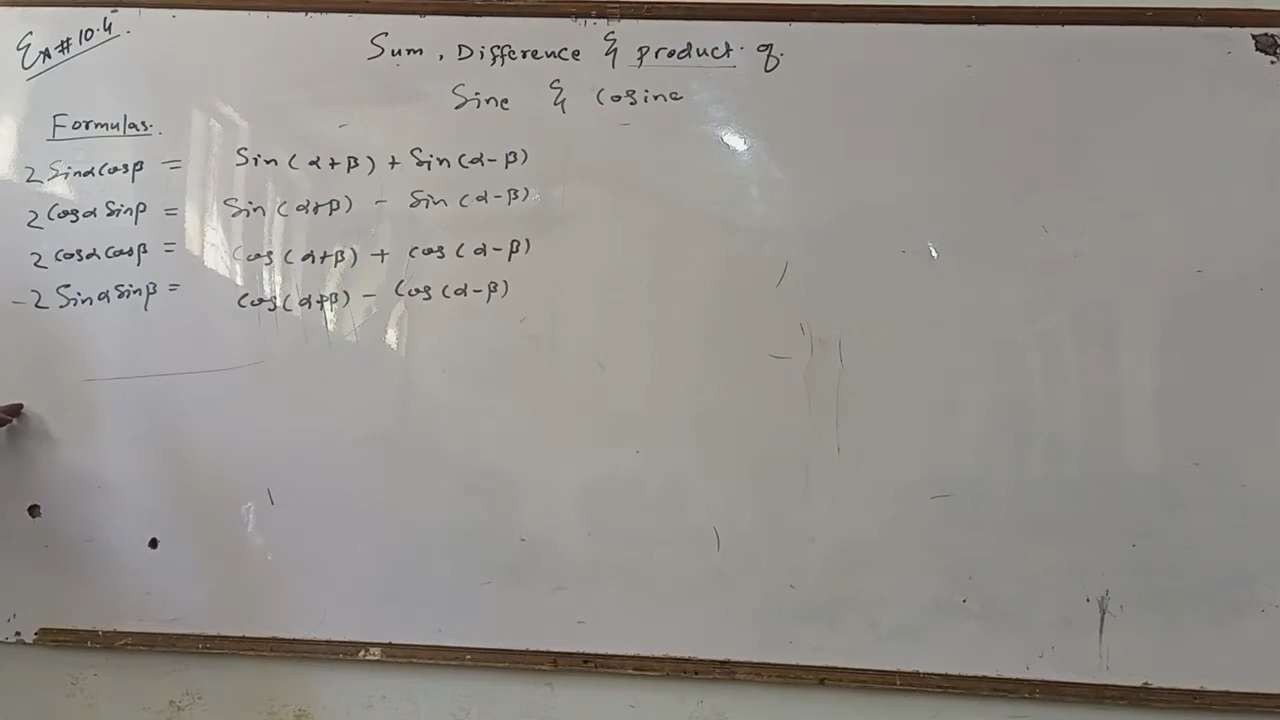 Ex#10.4.
Sum, Difference & product of
Sine & Cosine
Formulas.
2 Sinα Cosβ = Sin(α+β) + Sin(α-β)
2 Cosα Sinβ = Sin(α+β) - Sin(α-β)
2 Cosα Cosβ = Cos(α+β) + Cos(α-β)
-2 Sinα Sinβ = Cos(α+β) - Cos(α-β)